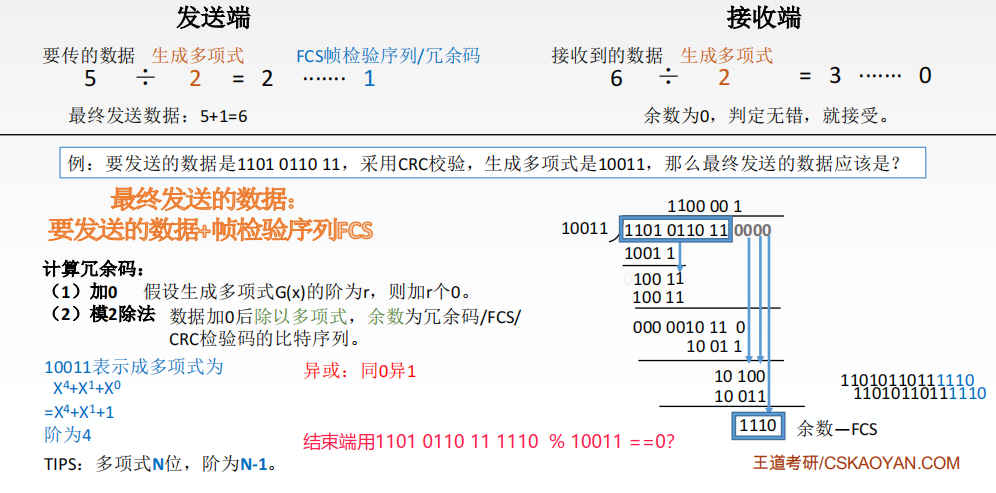 发送端
接收端
要传的数据 生成多项式 FCS帧检验序列/冗余码
5 ÷ 2 = 2 ······· 1
最终发送数据：5+1=6
接收到的数据 生成多项式
6 ÷ 2 = 3 ······· 0
余数为0，判定无错，就接受。
例：要发送的数据是1101 0110 11，采用CRC校验，生成多项式是10011，那么最终发送的数据应该是？
最终发送的数据：
要发送的数据+帧检验序列FCS
计算冗余码：
（1）加0 假设生成多项式G(x)的阶为r，则加r个0。
（2）模2除法 数据加0后除以多项式，余数为冗余码/FCS/
CRC检验码的比特序列。
10011表示成多项式为
X⁴+X¹+X⁰
=X⁴+X¹+1
阶为4
TIPS：多项式N位，阶为N-1。
异或：同0异1
结束端用1101 0110 11 1110 % 10011 ==0？
1100 00 1
10011 1101 0110 11 0000
1001 1
100 11
100 11
000 0010 11 0
10 01 1
10 100
10 011
1110 余数—FCS
11010110111110
11010110111110
王道考研/CSKAOYAN.COM